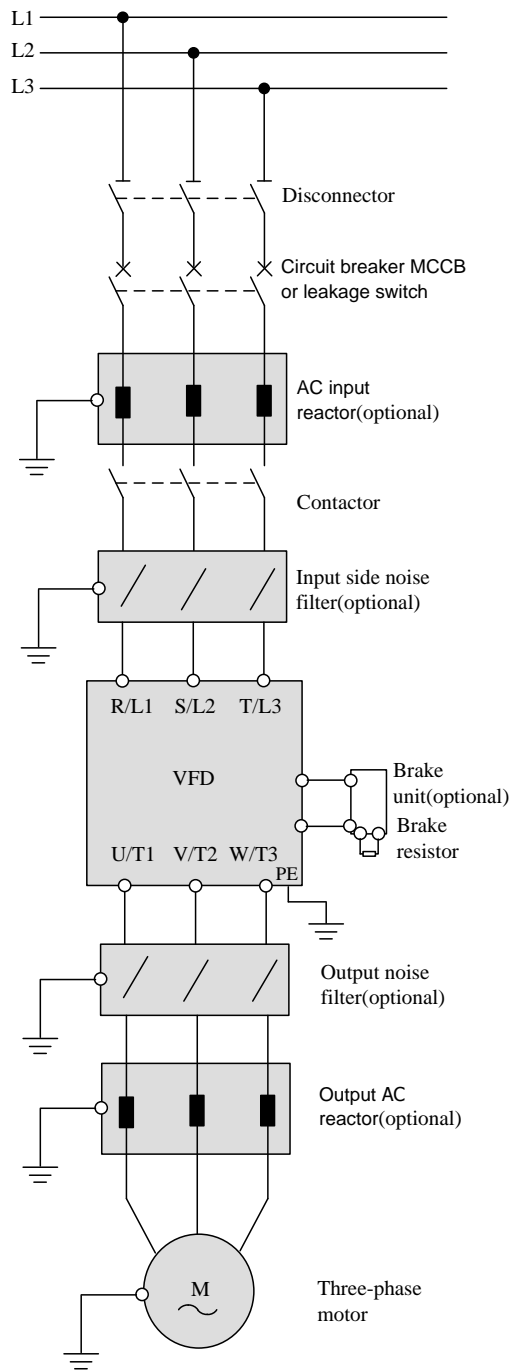 L1
L2
L3
Disconnector
Circuit breaker MCCB
or leakage switch
AC input
reactor(optional)
Contactor
Input side noise
filter(optional)
R/L1 S/L2 T/L3
VFD
Brake
unit(optional)
Brake
resistor
U/T1 V/T2 W/T3
PE
Output noise
filter(optional)
Output AC
reactor(optional)
M
Three-phase
motor